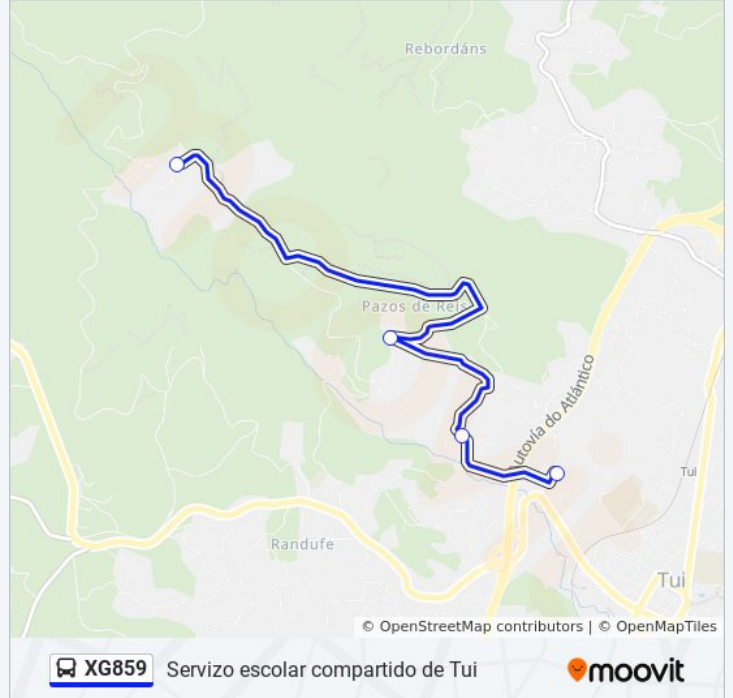 Rebordáns
Pazos de Reis
utovía do Atlántico
Tui
Randufe
Tui
© OpenStreetMap contributors | © OpenMapTiles
XG859 Servizo escolar compartido de Tui
moovit